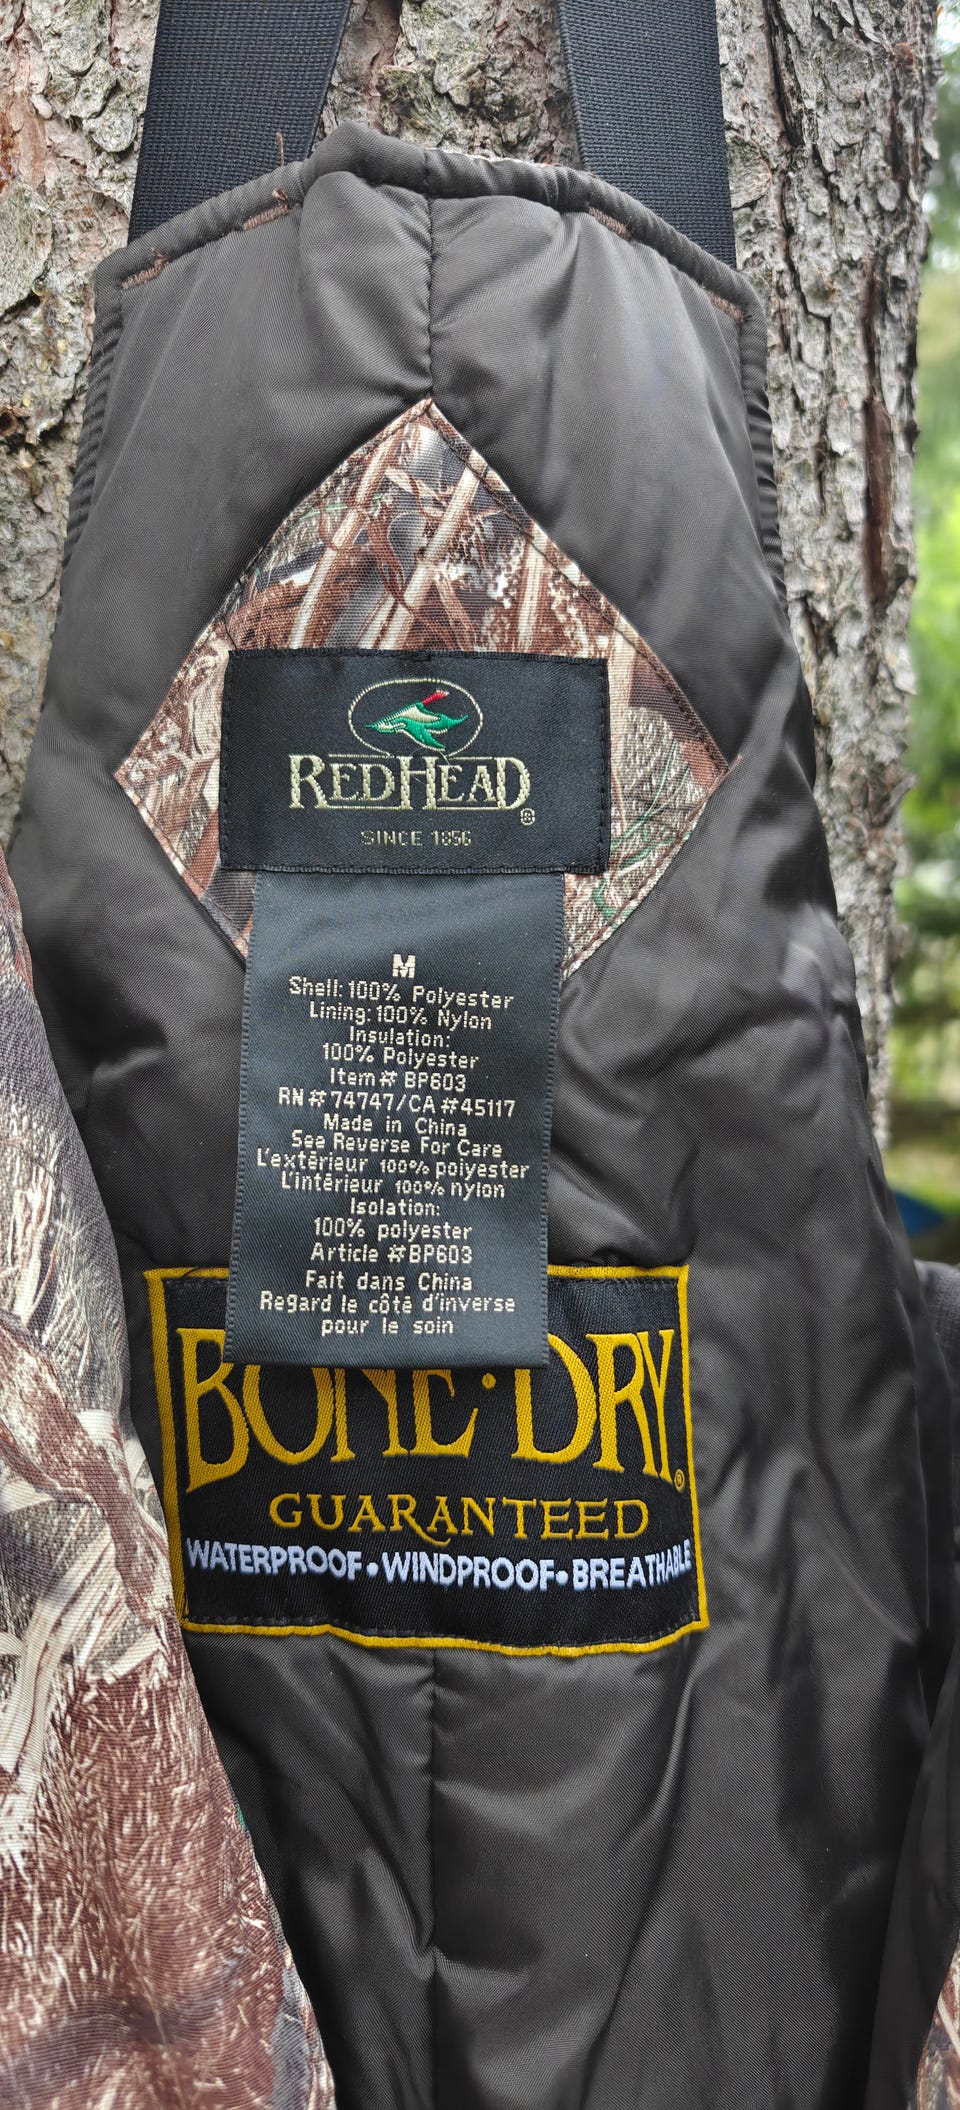 REDHEAD®
SINCE 1856
M
Shell: 100% Polyester
Lining: 100% Nylon
Insulation:
100% Polyester
Item# BP603
RN#74747/CA#45117
Made in China
See Reverse For Care
L'extérieur 100% polyester
L'intérieur 100% nylon
Isolation:
100% polyester
Article #BP603
Fait dans China
Regard le côté d'inverse
pour le soin
BONE·DRY®
GUARANTEED
WATERPROOF•WINDPROOF•BREATHABLE